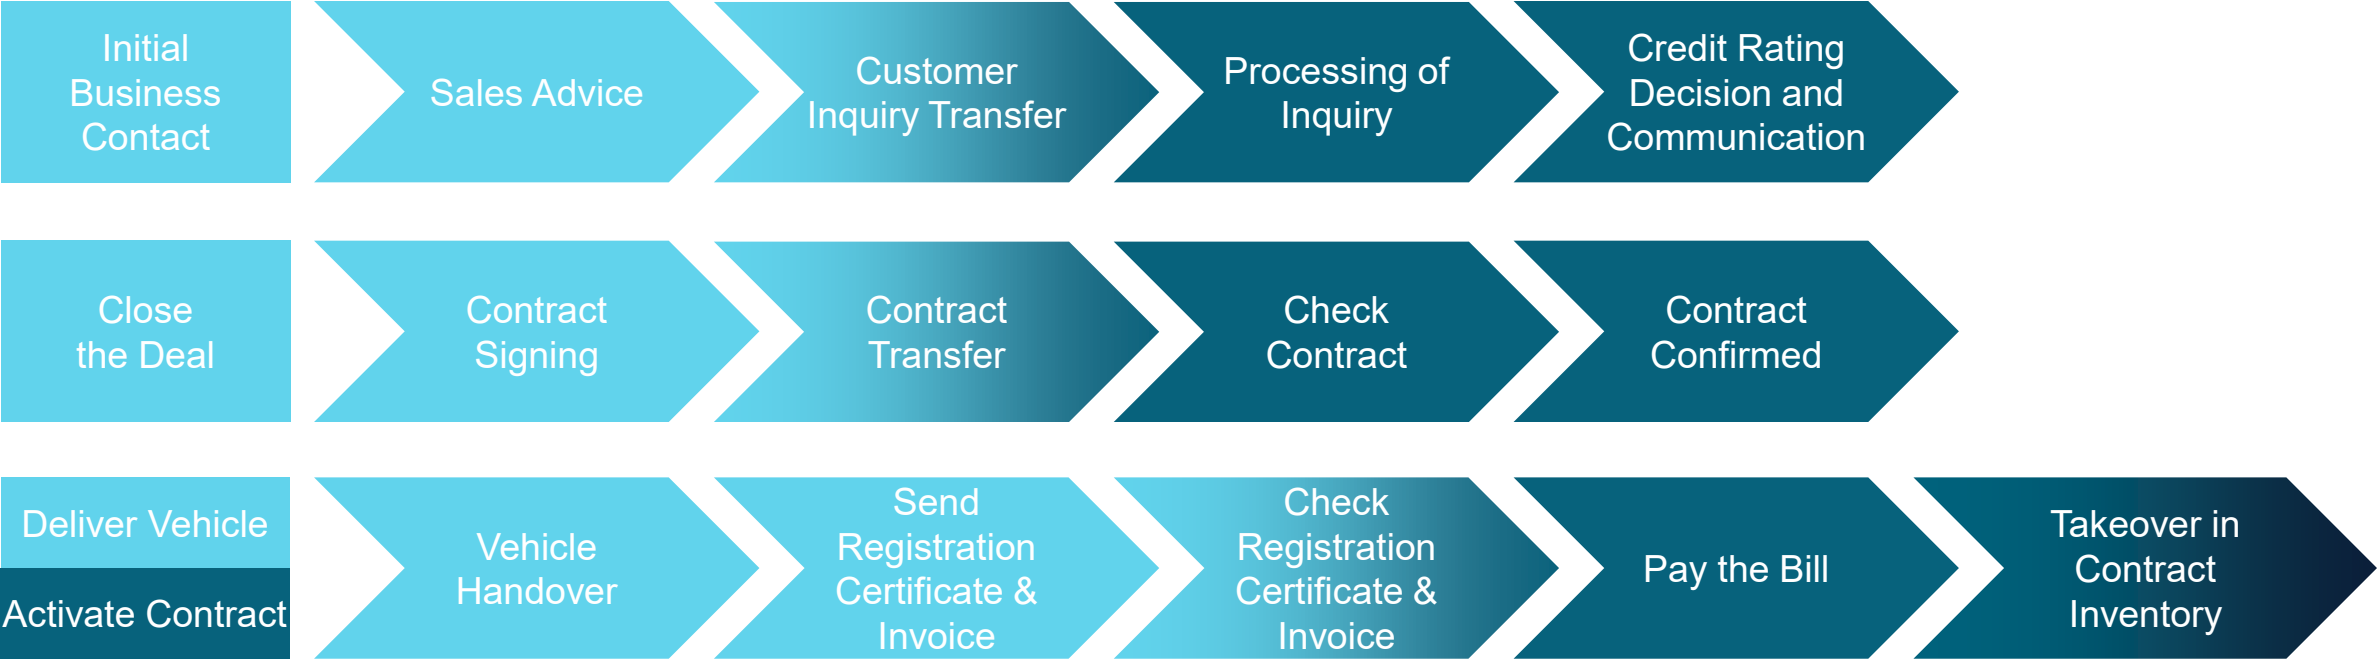 Initial
Business
Contact
Sales Advice
Customer
Inquiry Transfer
Processing of
Inquiry
Credit Rating
Decision and
Communication
Close
the Deal
Contract
Signing
Contract
Transfer
Check
Contract
Contract
Confirmed
Deliver Vehicle
Activate Contract
Vehicle
Handover
Send
Registration
Certificate &
Invoice
Check
Registration
Certificate &
Invoice
Pay the Bill
Takeover in
Contract
Inventory